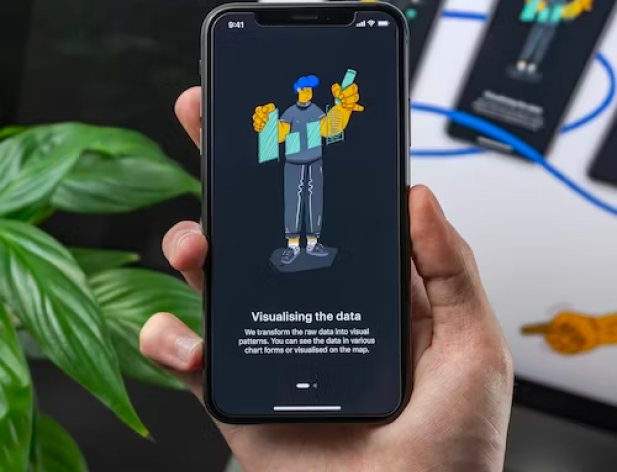 9:41
Visualising the data
We transform the raw data into visual
patterns. You can see the data in various
chart forms or visualised on the map.